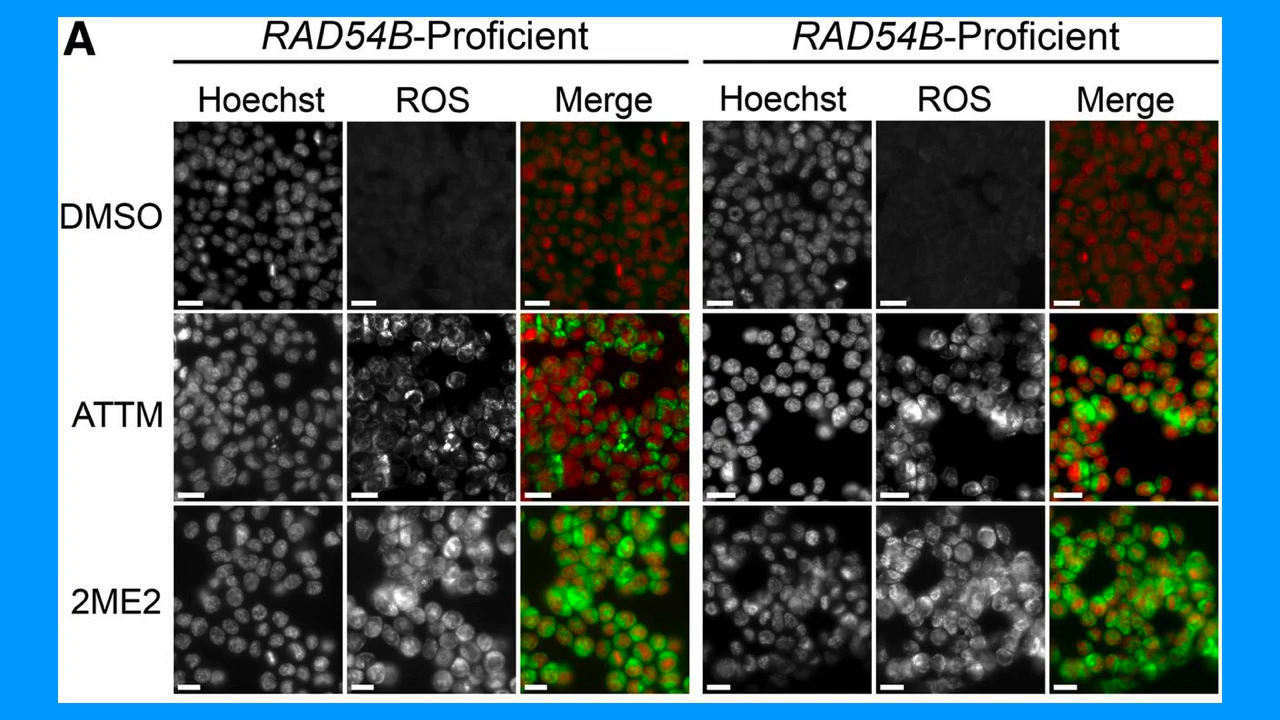 A
RAD54B-Proficient RAD54B-Proficient
Hoechst ROS Merge Hoechst ROS Merge
DMSO
ATTM
2ME2